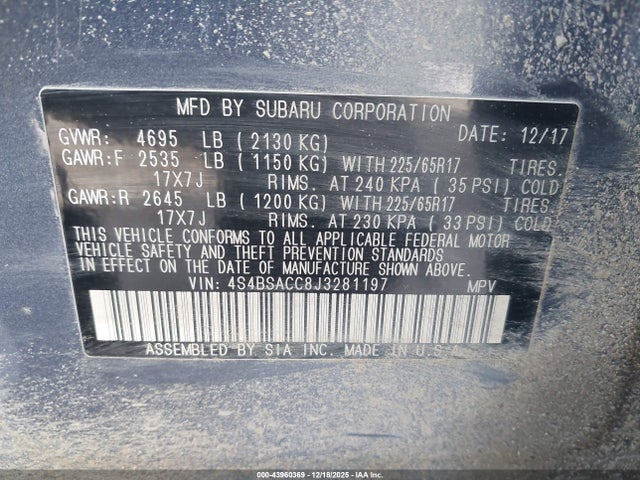 MFD BY SUBARU CORPORATION
GVWR: 4695 LB (2130 KG) DATE: 12/17
GAWR:F 2535 LB (1150 KG) WITH 225/65R17 TIRES.
17X7J RIMS. AT 240 KPA (35 PSI) COLD
GAWR:R 2645 LB (1200 KG) WITH 225/65R17 TIRES
17X7J RIMS. AT 230 KPA (33 PSI) COLD
THIS VEHICLE CONFORMS TO ALL APPLICABLE FEDERAL MOTOR
VEHICLE SAFETY AND THEFT PREVENTION STANDARDS
IN EFFECT ON THE DATE OF MANUFACTURE SHOWN ABOVE.
VIN: 4S4BSACC8J3281197 MPV
ASSEMBLED BY SIA INC. MADE IN U.S.
000-43960369 - 12/18/2025 - IAAI, Inc.